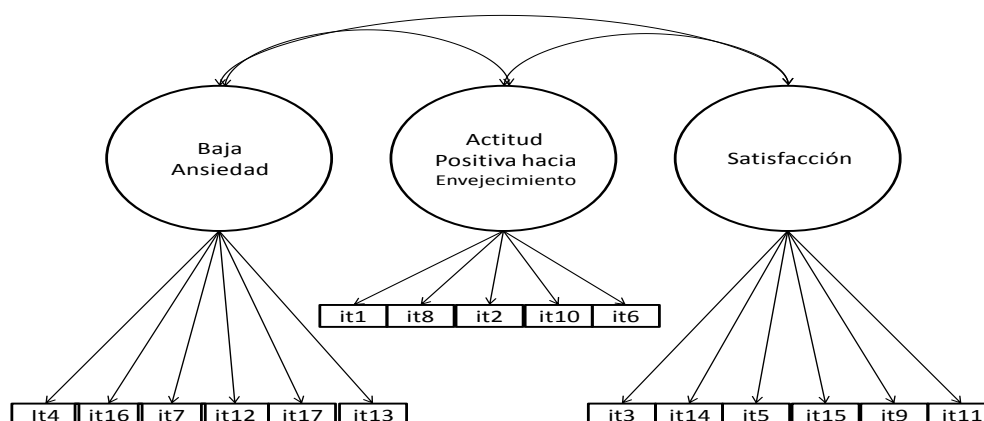 Baja
Ansiedad
Actitud
Positiva hacia
Envejecimiento
Satisfacción
it1 it8 it2 it10 it6
It4 it16 it7 it12 it17 it13
it3 it14 it5 it15 it9 it11